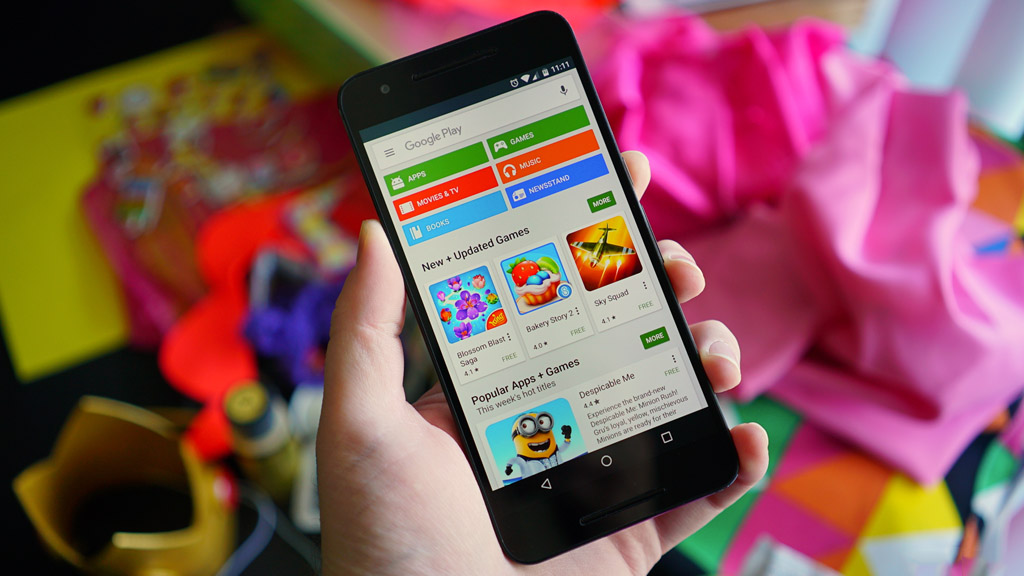 11:11
Google Play
APPS
GAMES
MOVIES & TV
MUSIC
BOOKS
NEWSSTAND
New + Updated Games
MORE
Blossom Blast Saga
4.1 ★
FREE
Bakery Story 2
4.0 ★
FREE
Sky Squad
4.1 ★
FREE
Popular Apps + Games
MORE
This week's hot titles
Despicable Me
4.4 ★
FREE
Experience the brand-new
Despicable Me: Minion Rush!
Gru's loyal, yellow, mischievous
Minions are ready for their